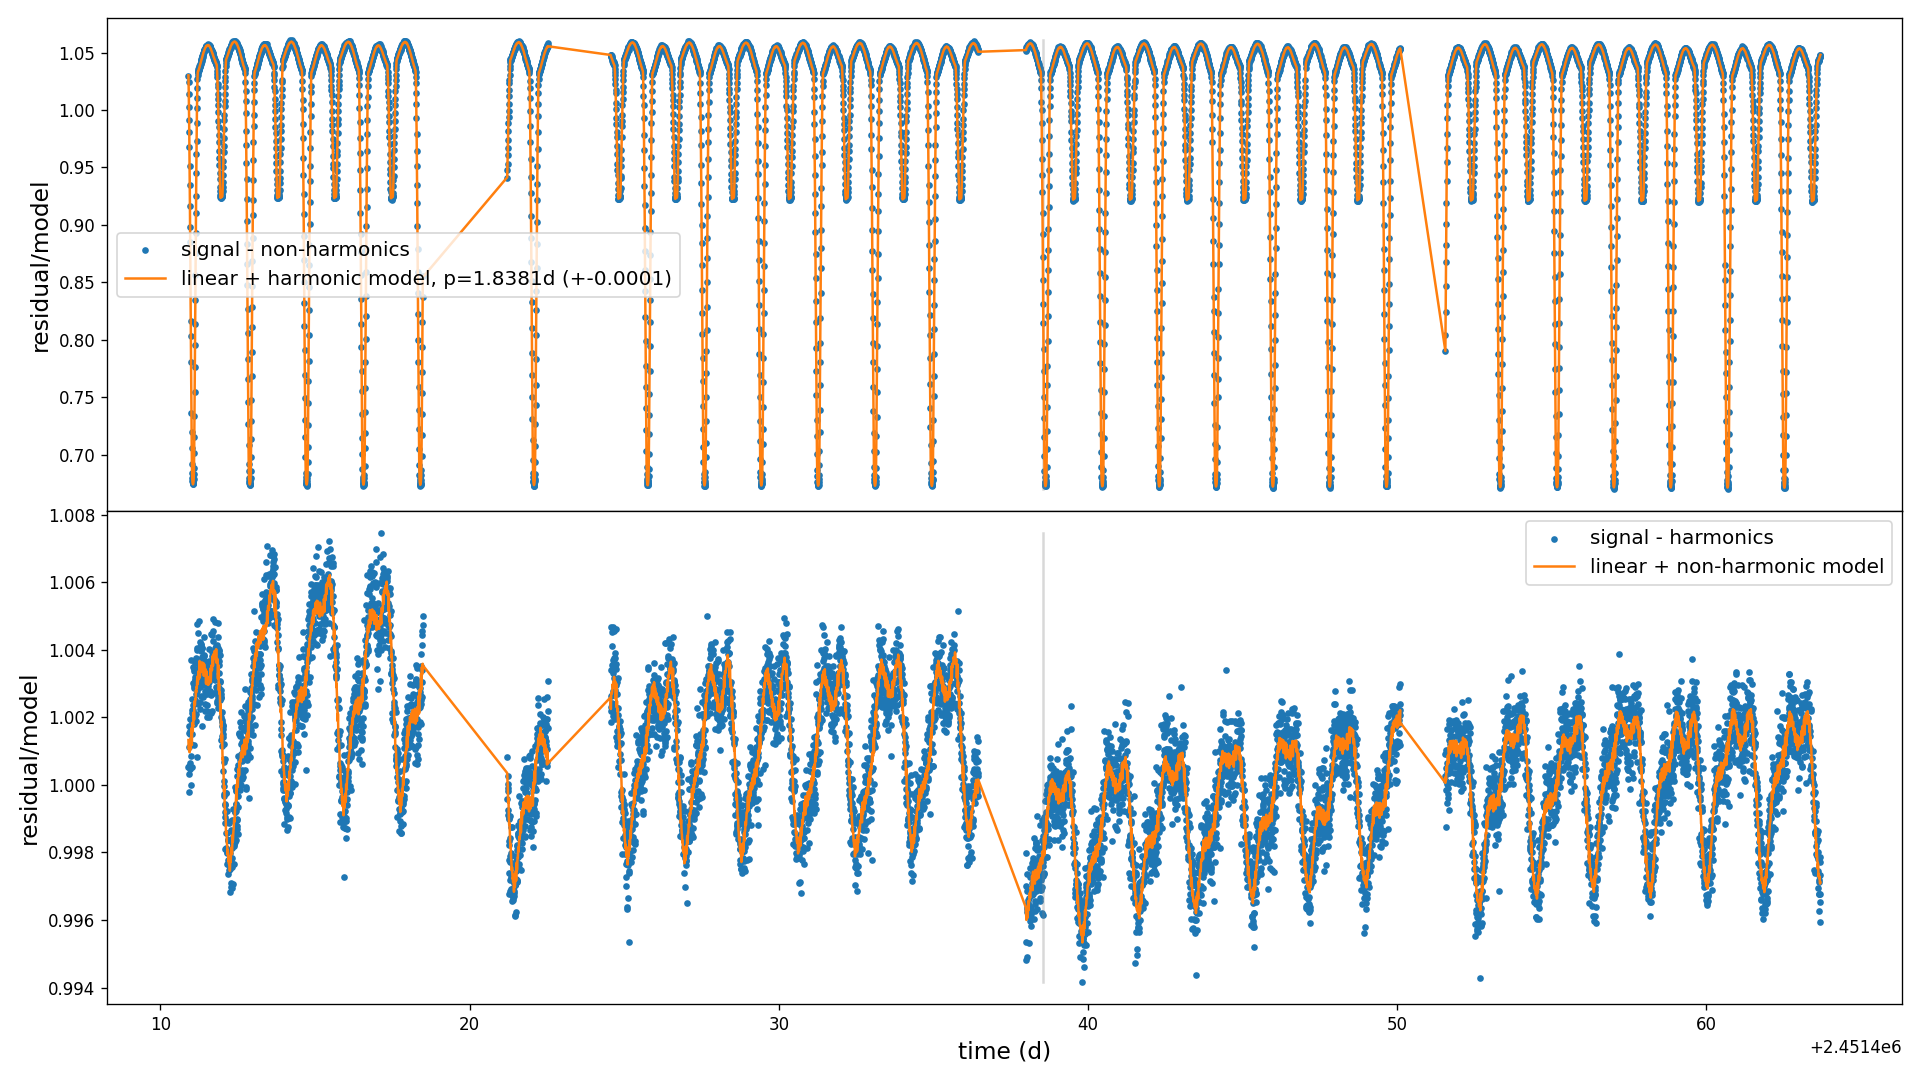 1.05
1.00
0.95
0.90
0.85
0.80
0.75
0.70
residual/model
signal - non-harmonics
linear + harmonic model, p=1.8381d (+-0.0001)
1.008
1.006
1.004
1.002
1.000
0.998
0.996
0.994
residual/model
signal - harmonics
linear + non-harmonic model
10
20
30
40
50
60
time (d)
+2.4514e6